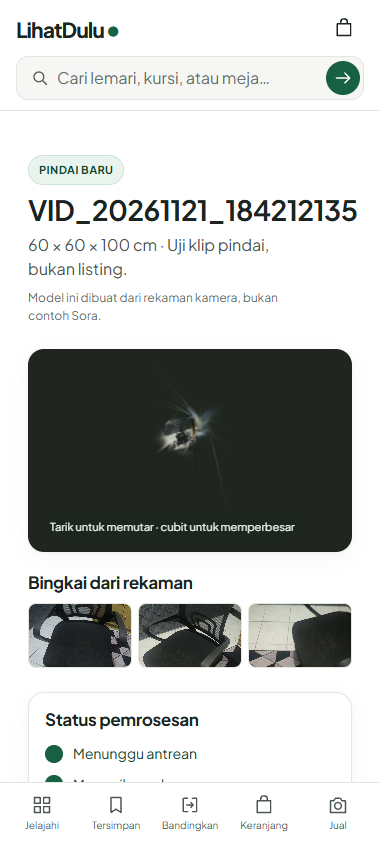 LihatDulu
Cari lemari, kursi, atau meja…
PINDAI BARU
VID_20261121_184212135
60 × 60 × 100 cm · Uji klip pindai,
bukan listing.
Model ini dibuat dari rekaman kamera, bukan
contoh Sora.
Tarik untuk memutar · cubit untuk memperbesar
Bingkai dari rekaman
Status pemrosesan
Menunggu antrean
Jelajahi
Tersimpan
Bandingkan
Keranjang
Jual